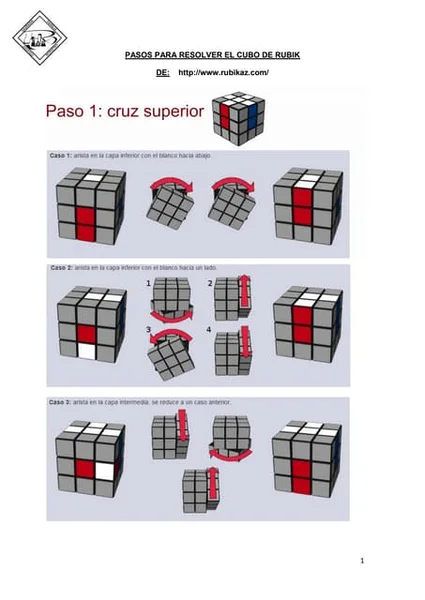 PASOS PARA RESOLVER EL CUBO DE RUBIK
DE: http://www.rubikaz.com/
Paso 1: cruz superior
Caso 1: arista en la capa inferior con el blanco hacia abajo.
Caso 2: arista en la capa inferior con el blanco hacia un lado.
1
2
3
4
Caso 3: arista en la capa intermedia, se reduce a un caso anterior.
1